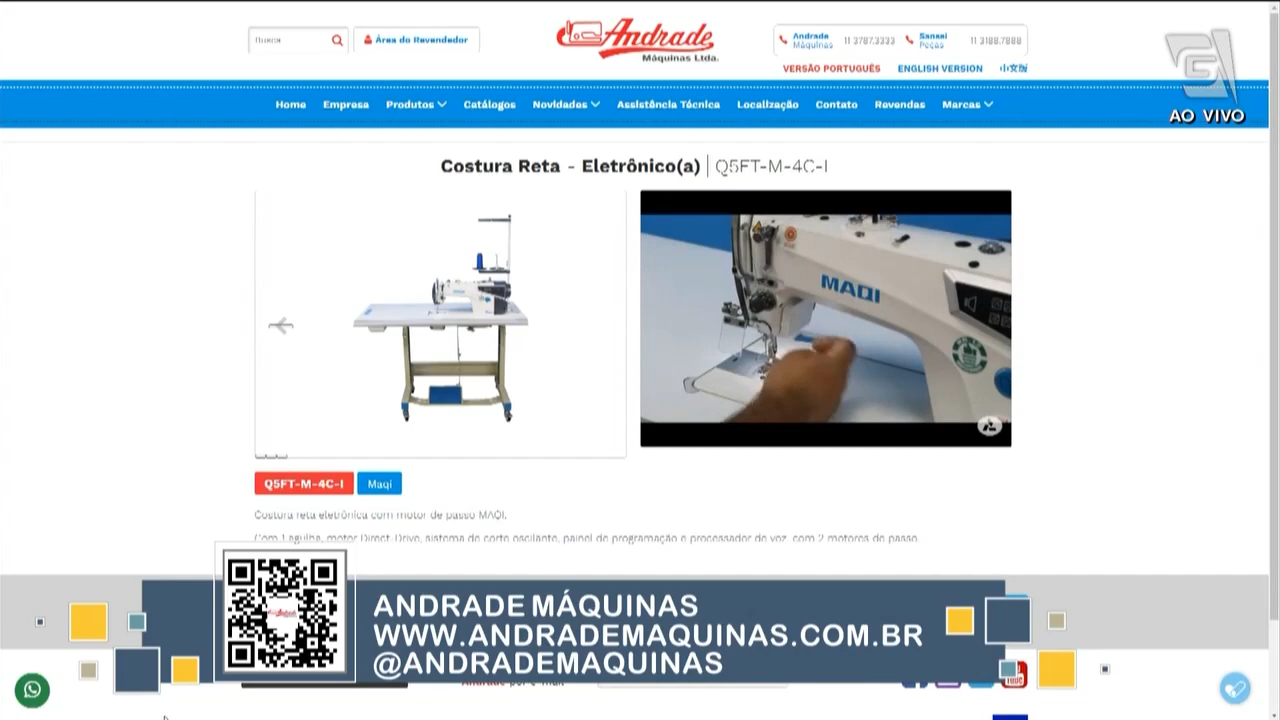 Busca
Área do Revendedor
Andrade
Máquinas Ltda.
Andrade Máquinas
11 3787.3333
Sansei Peças
11 3188.7888
VERSÃO PORTUGUÊS
ENGLISH VERSION
小文版
G
AO VIVO
Home
Empresa
Produtos
Catálogos
Novidades
Assistência Técnica
Localização
Contato
Revendas
Marcas
Costura Reta - Eletrônico(a) | Q5FT-M-4C-I
MAQI
Q5FT-M-4C-I
Maqi
Costura reta eletrônica com motor de passo MAQI.
Com 1 agulha, motor Direct-Drive, sistema de corte oscilante, painel de programação e processador de voz, com 2 motores de passo.
ANDRADE MÁQUINAS
WWW.ANDRADEMAQUINAS.COM.BR
@ANDRADEMAQUINAS